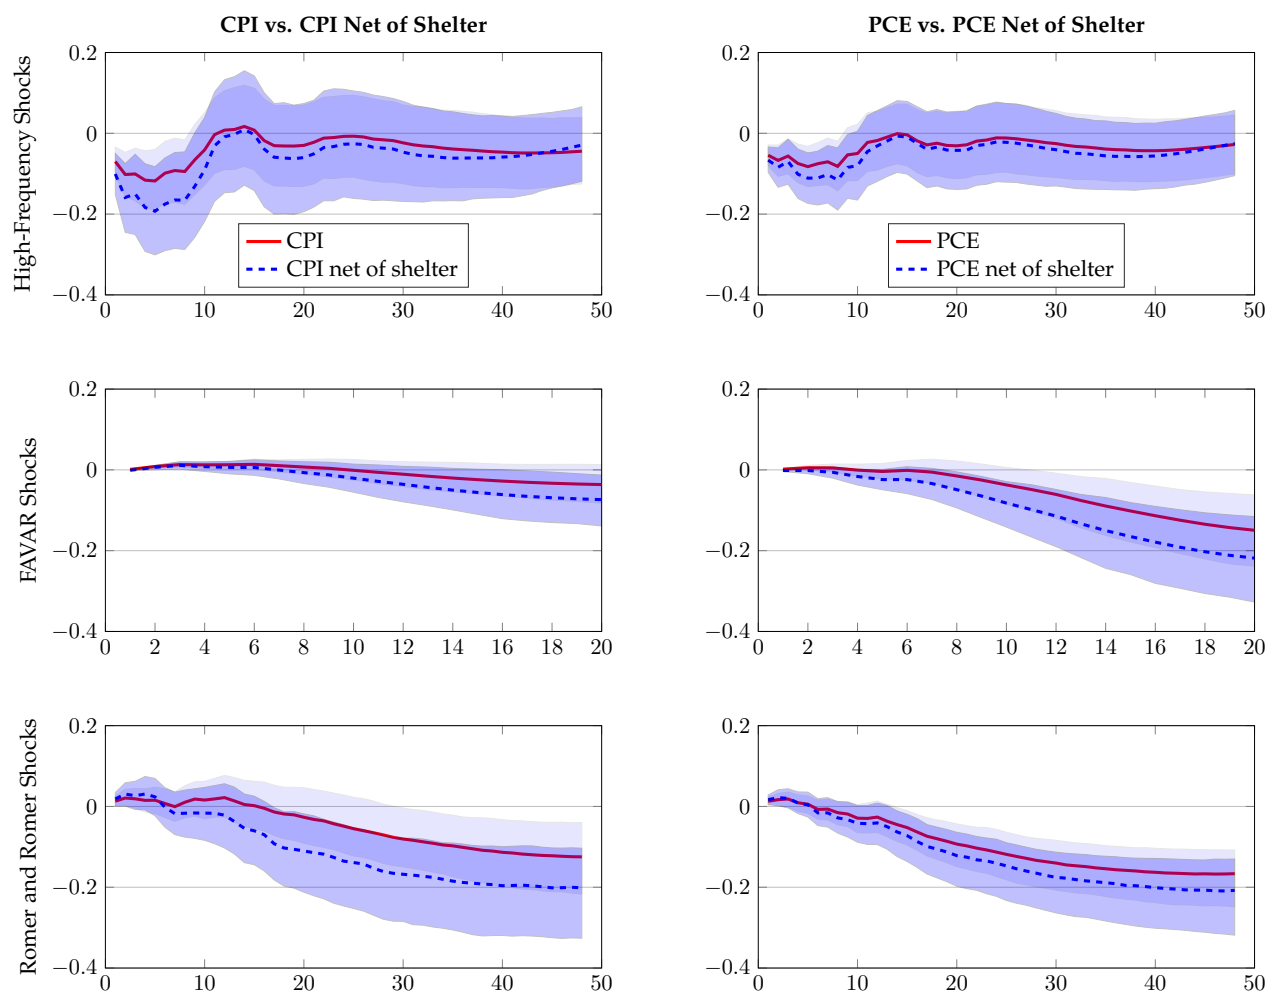 CPI vs. CPI Net of Shelter
PCE vs. PCE Net of Shelter
High-Frequency Shocks
0.2
0
−0.2
−0.4
0 10 20 30 40 50
CPI
CPI net of shelter
0.2
0
−0.2
−0.4
0 10 20 30 40 50
PCE
PCE net of shelter
FAVAR Shocks
0.2
0
−0.2
−0.4
0 2 4 6 8 10 12 14 16 18 20
0.2
0
−0.2
−0.4
0 2 4 6 8 10 12 14 16 18 20
Romer and Romer Shocks
0.2
0
−0.2
−0.4
0 10 20 30 40 50
0.2
0
−0.2
−0.4
0 10 20 30 40 50